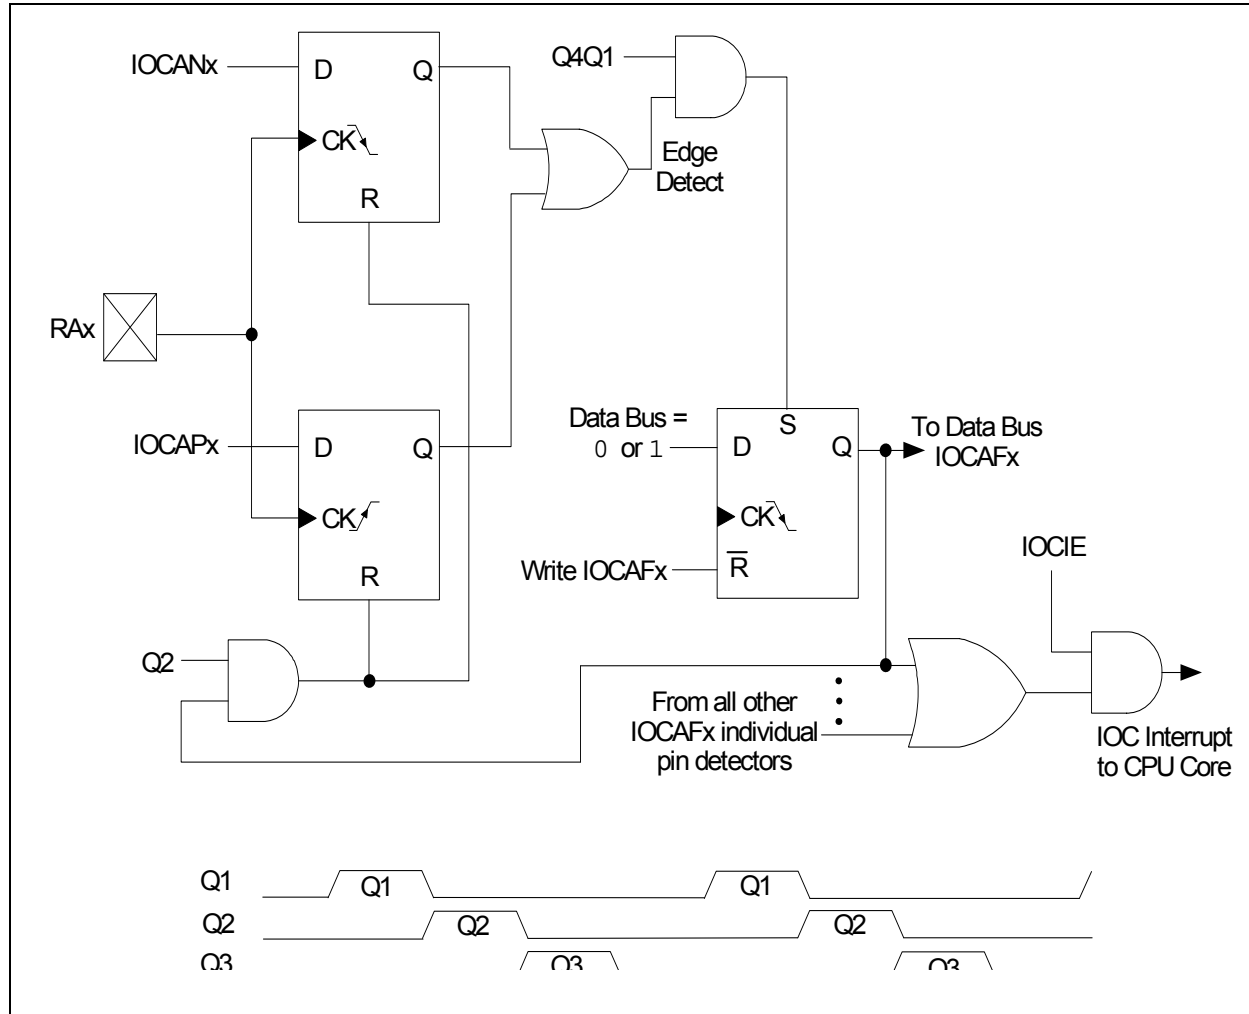 IOCANx
D
Q
CK
R
Q4Q1
Edge
Detect
RAx
IOCAPx
D
Q
CK
R
Data Bus =
0 or 1
S
D
Q
CK
R
To Data Bus
IOCAFx
Write IOCAFx
IOCIE
Q2
From all other
IOCAFx individual
pin detectors
IOC Interrupt
to CPU Core
Q1
Q1
Q1
Q2
Q2
Q2
Q3
Q3
Q3